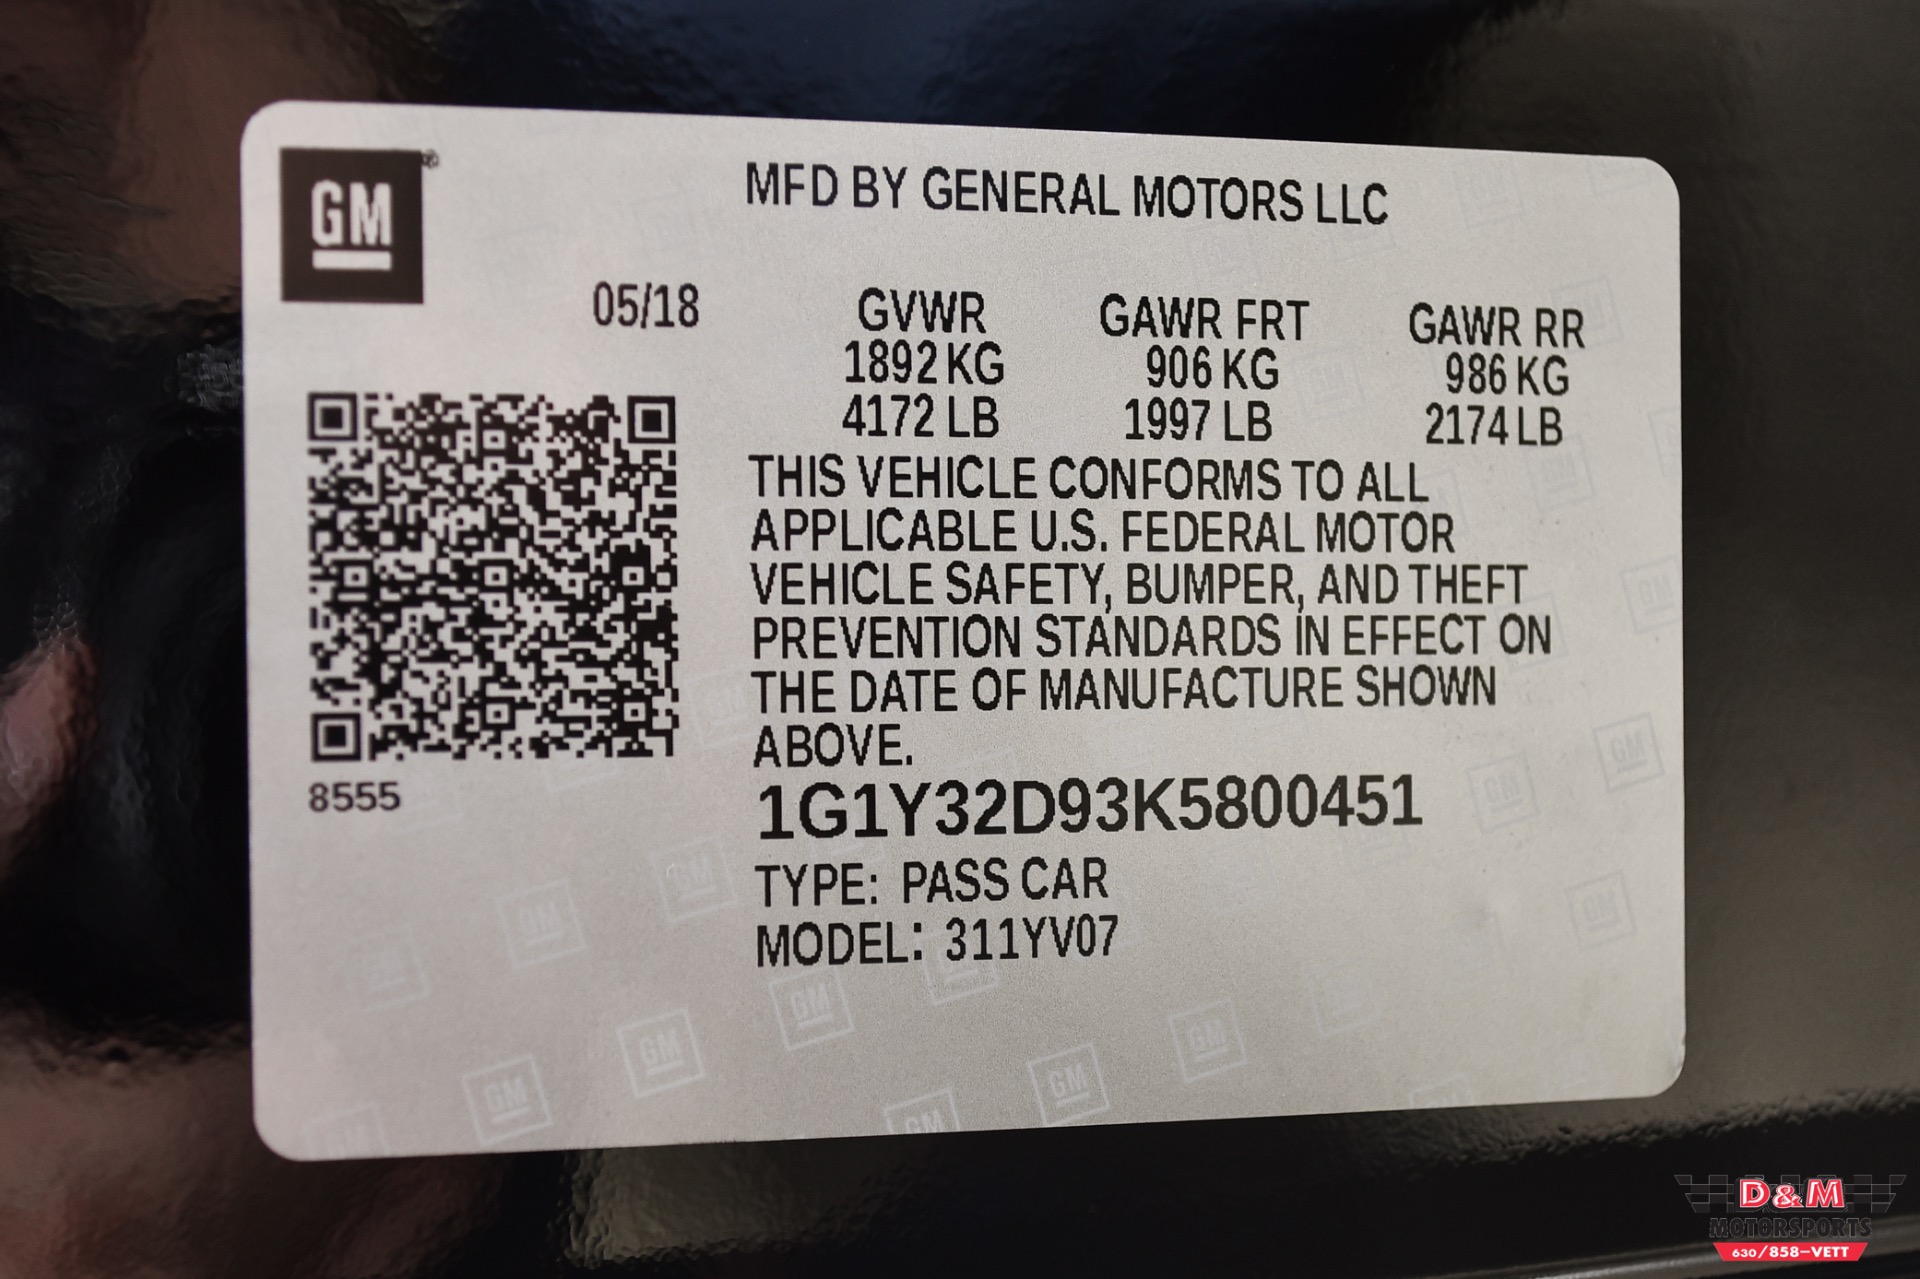 GM
MFD BY GENERAL MOTORS LLC
05/18
GVWR GAWR FRT GAWR RR
1892 KG 906 KG 986 KG
4172 LB 1997 LB 2174 LB
THIS VEHICLE CONFORMS TO ALL
APPLICABLE U.S. FEDERAL MOTOR
VEHICLE SAFETY, BUMPER, AND THEFT
PREVENTION STANDARDS IN EFFECT ON
THE DATE OF MANUFACTURE SHOWN
ABOVE.
8555
1G1Y32D93K5800451
TYPE: PASS CAR
MODEL: 311YV07
D&M
MOTORSPORTS
630/858-VETT